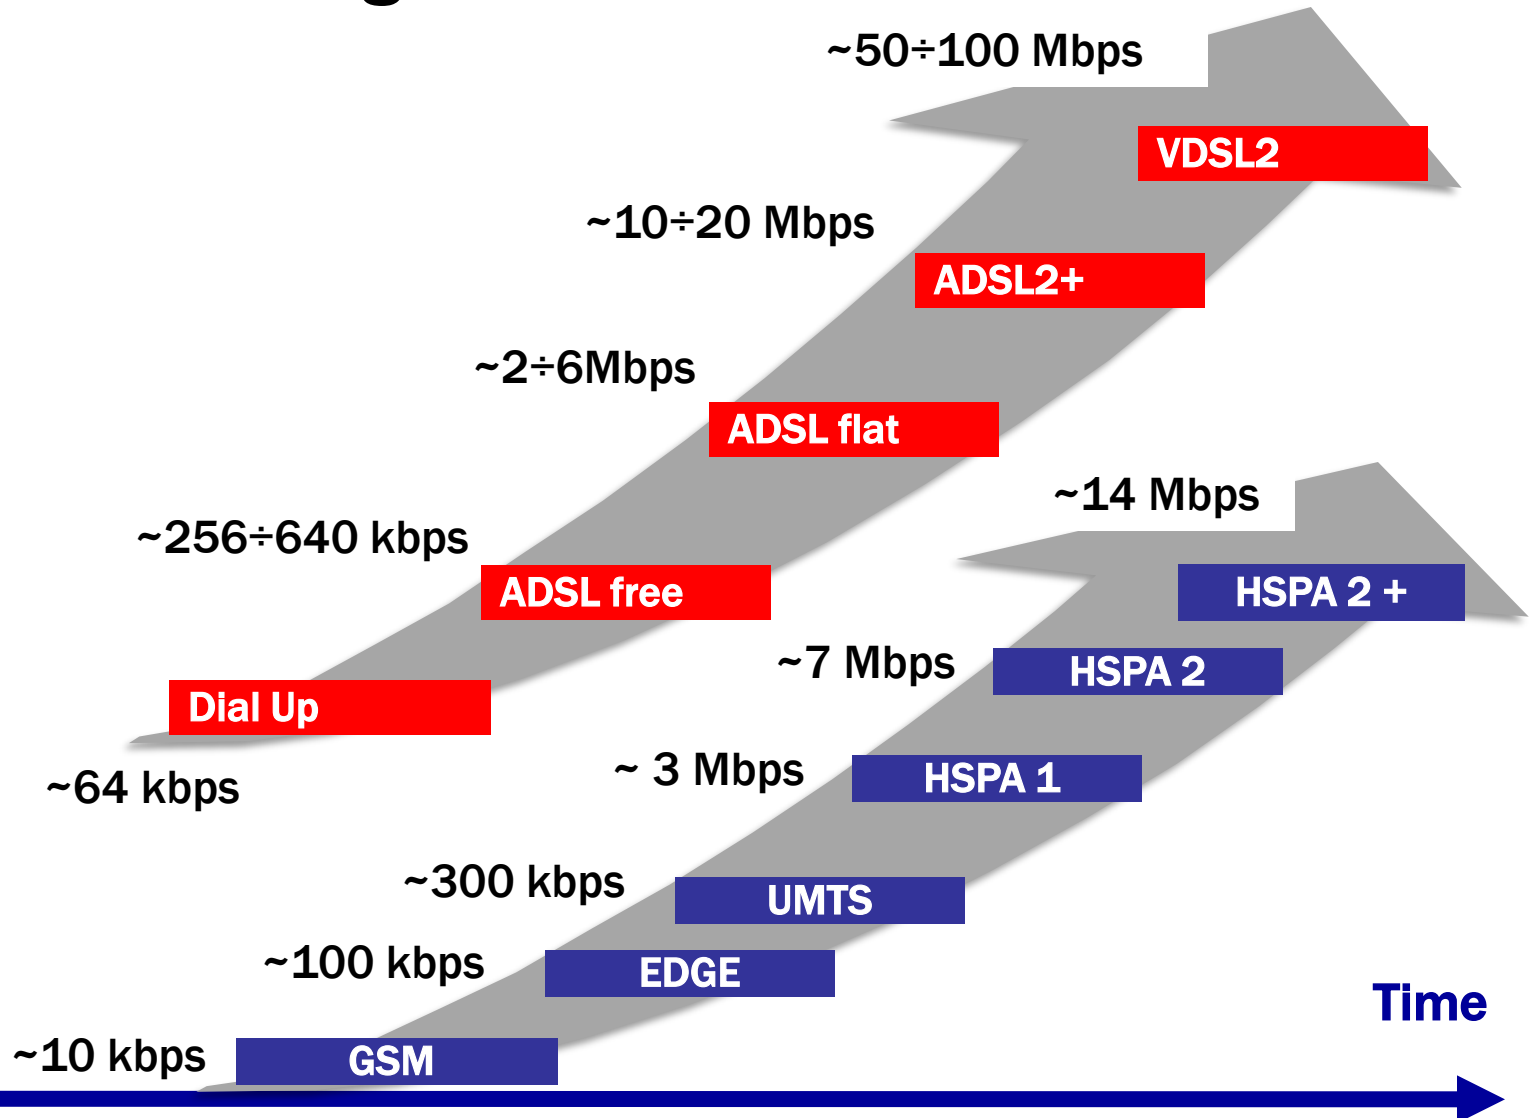 ~50÷100 Mbps
VDSL2
~10÷20 Mbps
ADSL2+
~2÷6Mbps
ADSL flat
~14 Mbps
~256÷640 kbps
ADSL free
HSPA 2 +
~7 Mbps
HSPA 2
Dial Up
~64 kbps
~ 3 Mbps
HSPA 1
~300 kbps
UMTS
~100 kbps
EDGE
Time
~10 kbps
GSM